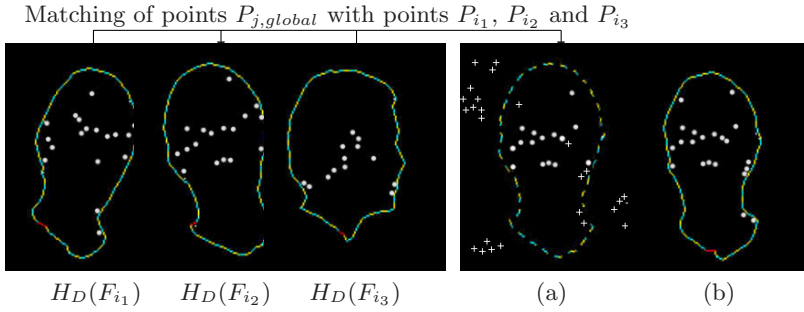 Matching of points $P_{j,global}$ with points $P_{i_1}$, $P_{i_2}$ and $P_{i_3}$
$H_D(F_{i_1})$ $H_D(F_{i_2})$ $H_D(F_{i_3})$ (a) (b)